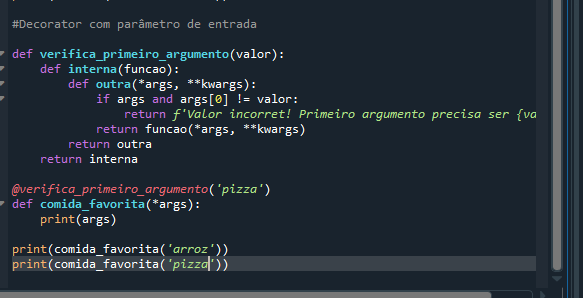 #Decorator com parâmetro de entrada
def verifica_primeiro_argumento(valor):
    def interna(funcao):
        def outra(*args, **kwargs):
            if args and args[0] != valor:
                return f'Valor incorret! Primeiro argumento precisa ser {va
            return funcao(*args, **kwargs)
        return outra
    return interna
@verifica_primeiro_argumento('pizza')
def comida_favorita(*args):
    print(args)
print(comida_favorita('arroz'))
print(comida_favorita('pizza'))